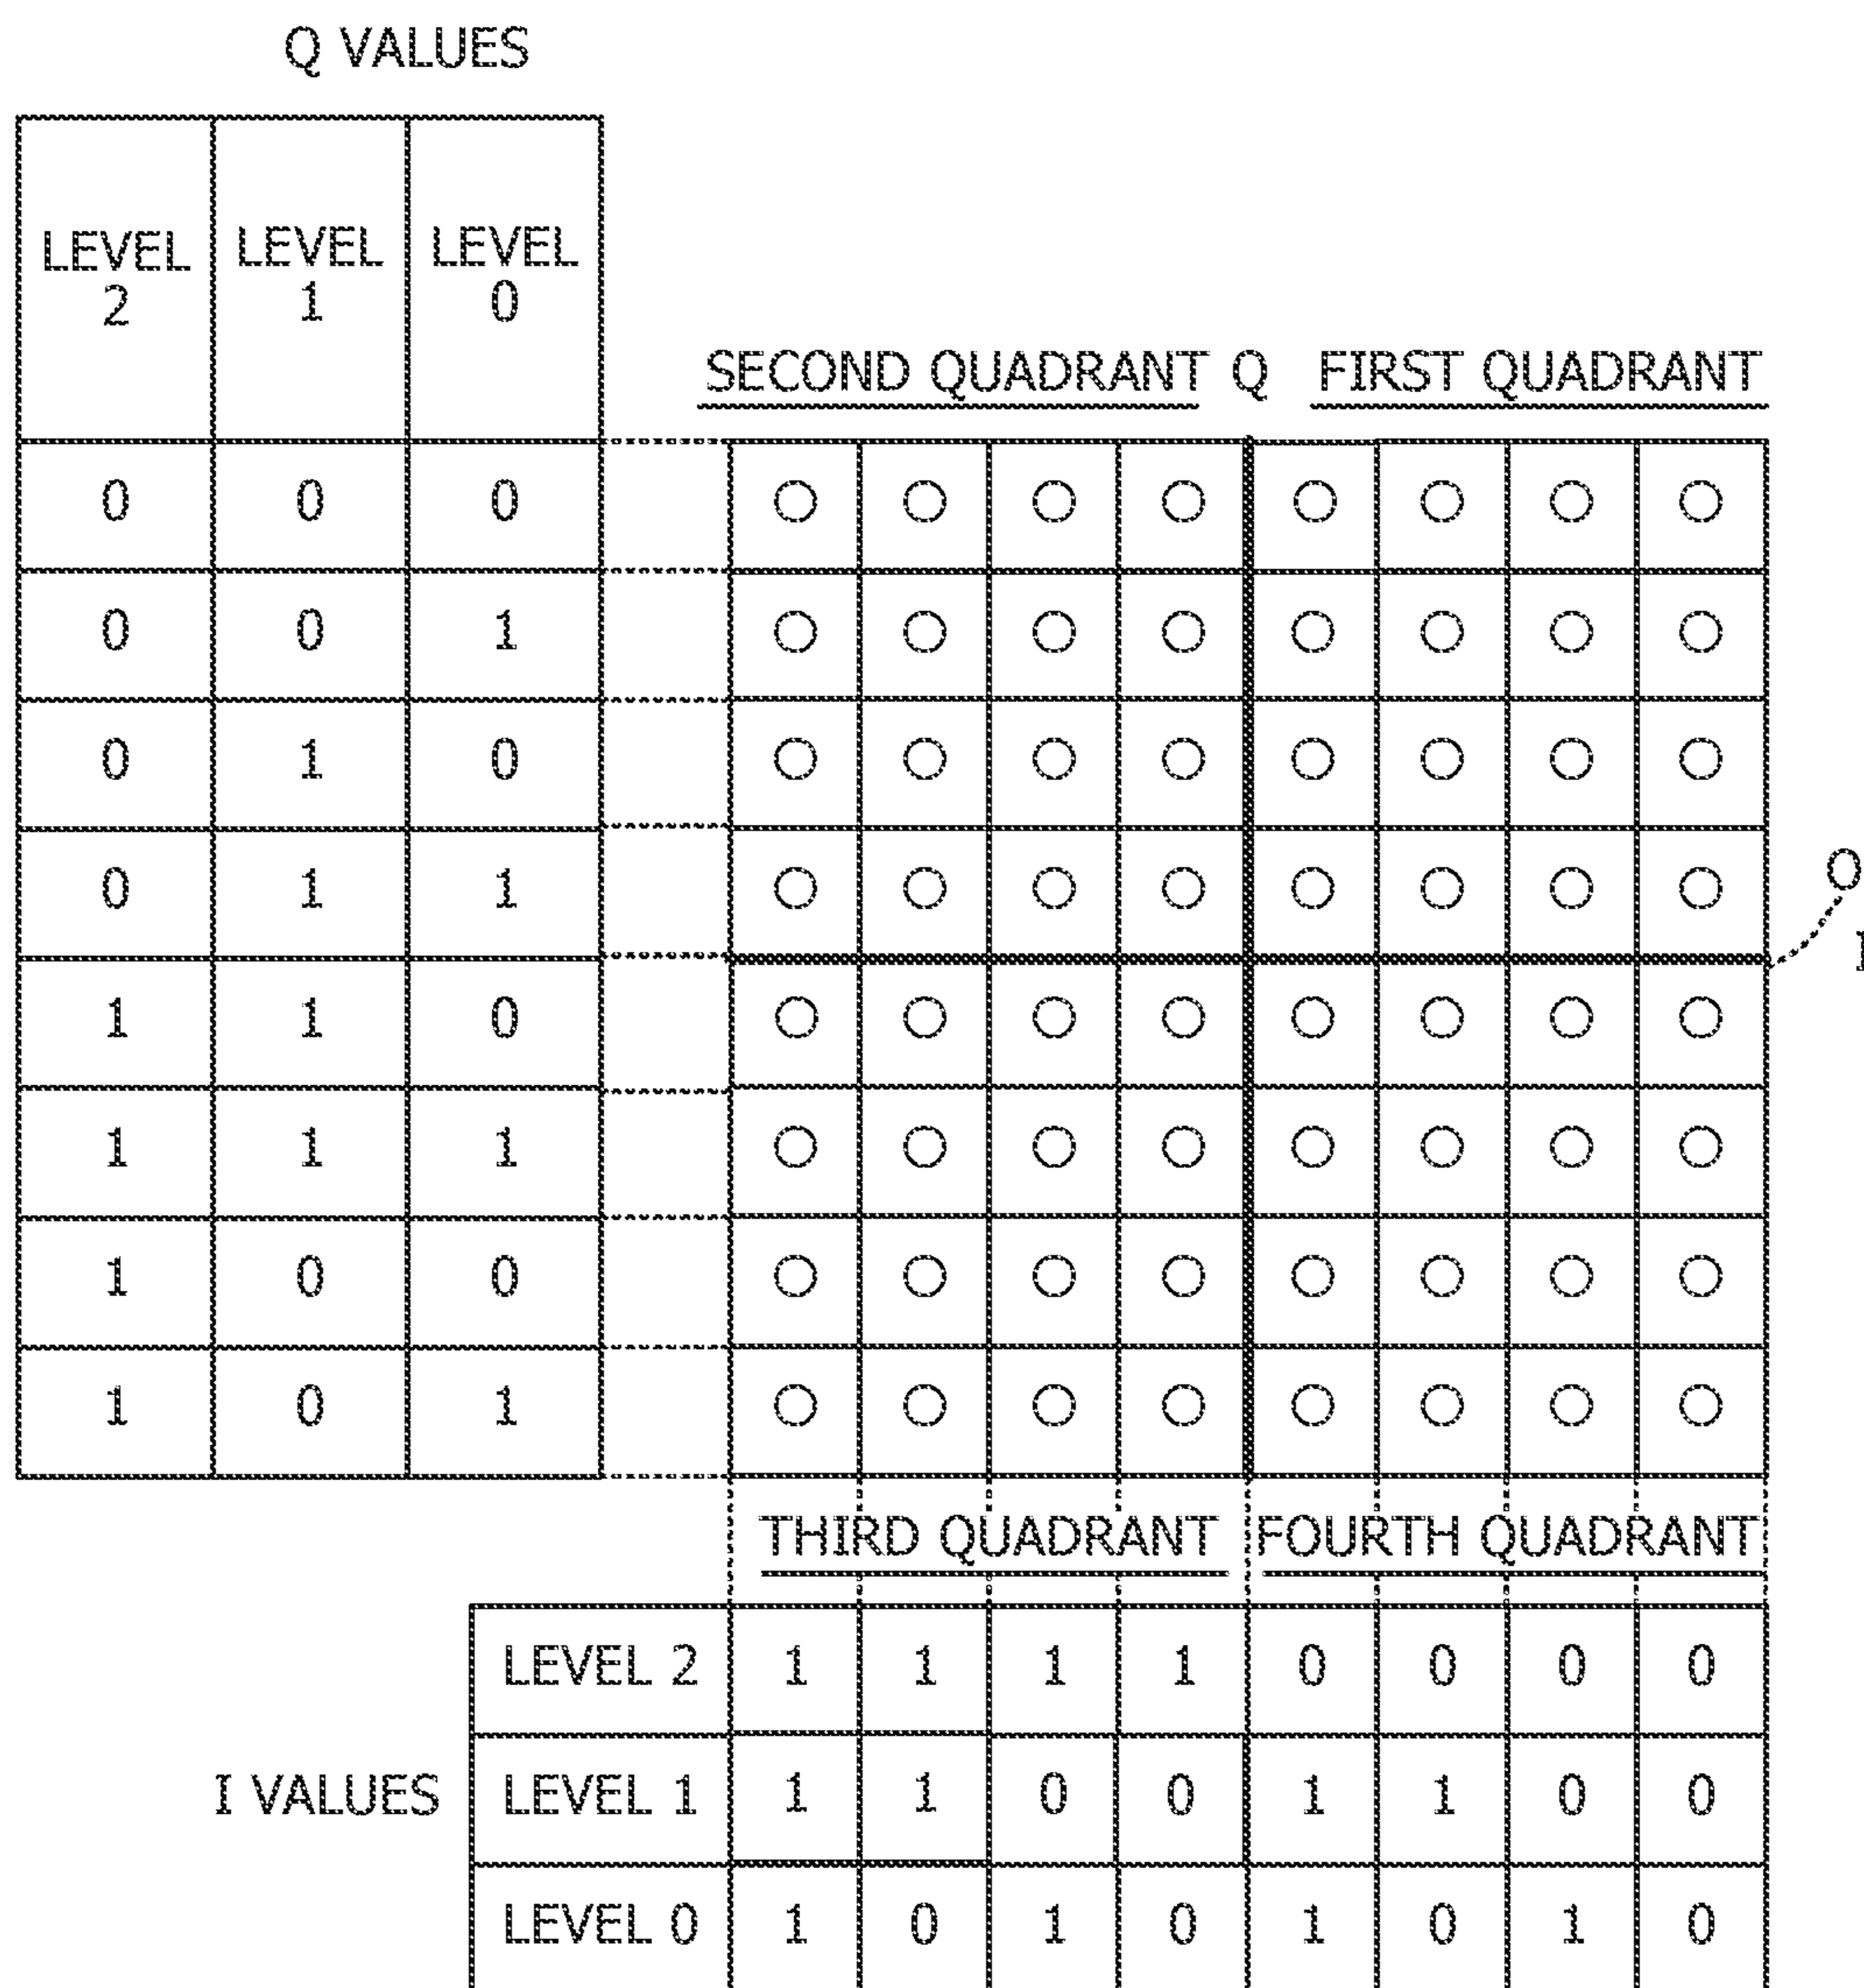 Q VALUES
LEVEL 2 LEVEL 1 LEVEL 0
SECOND QUADRANT Q FIRST QUADRANT
0 0 0
0 0 1
0 1 0
0 1 1
O
I
1 1 0
1 1 1
1 0 0
1 0 1
THIRD QUADRANT FOURTH QUADRANT
LEVEL 2 1 1 1 1 0 0 0 0
I VALUES LEVEL 1 1 1 0 0 1 1 0 0
LEVEL 0 1 0 1 0 1 0 1 0